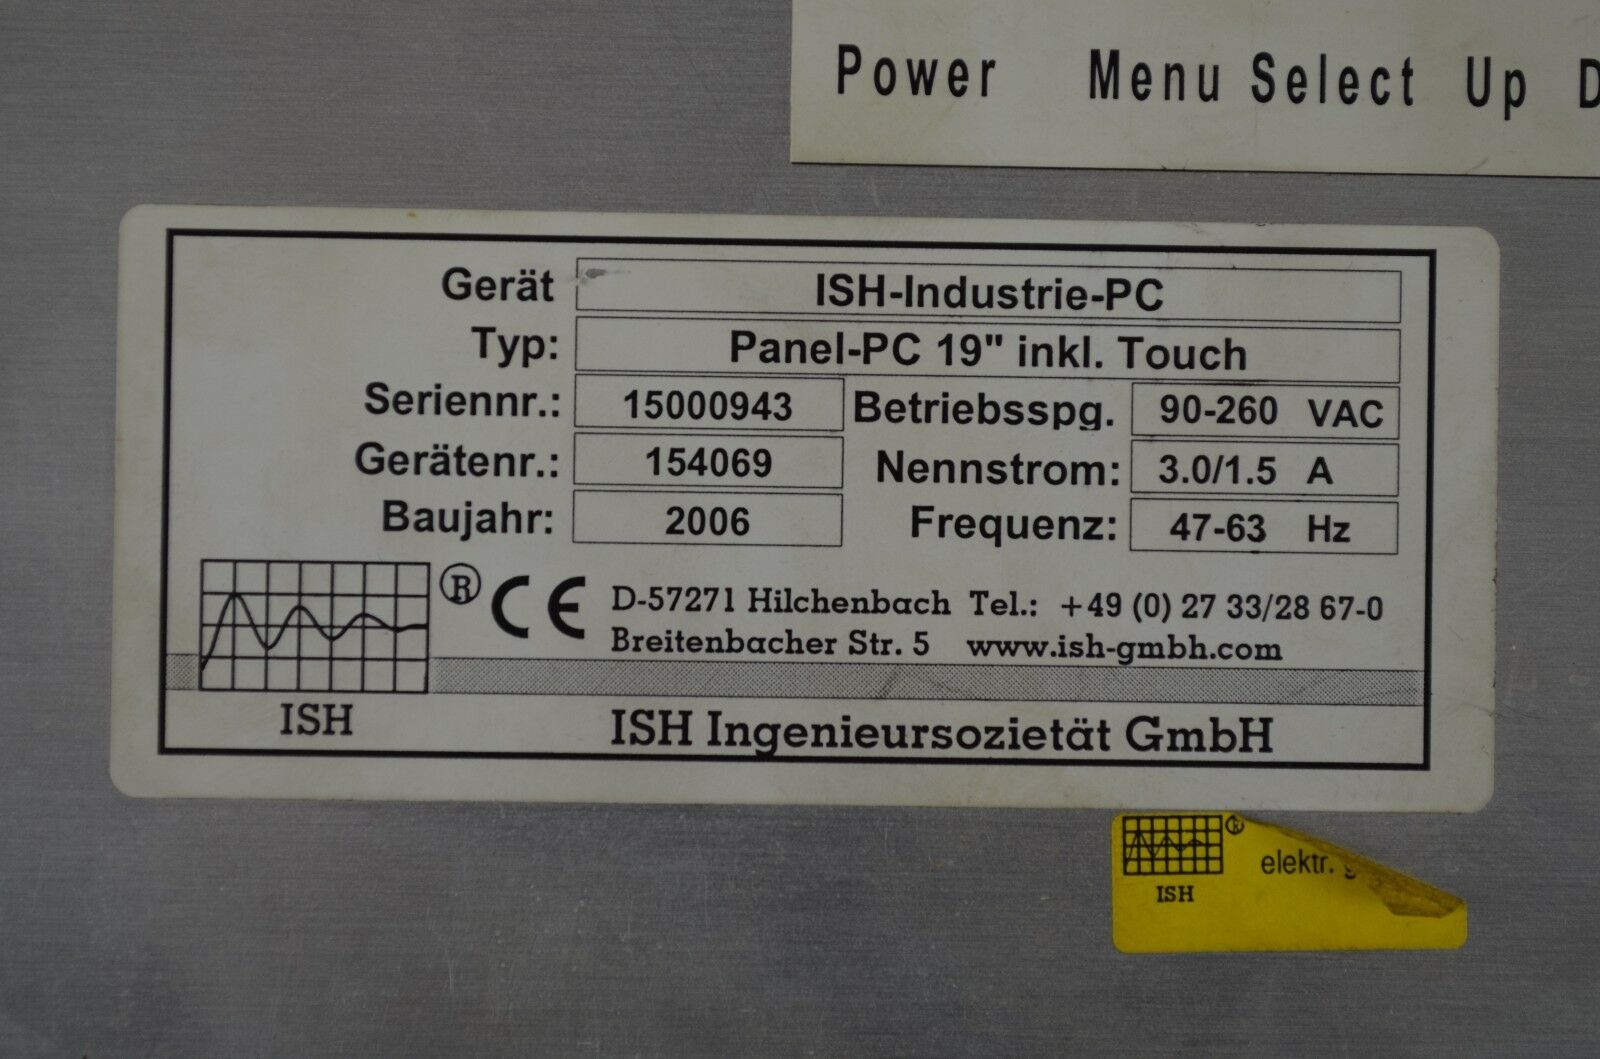 Power Menu Select Up
Gerät ISH-Industrie-PC
Typ: Panel-PC 19" inkl. Touch
Seriennr.: 15000943 Betriebsspg. 90-260 VAC
Gerätenr.: 154069 Nennstrom: 3.0/1.5 A
Baujahr: 2006 Frequenz: 47-63 Hz
® CE D-57271 Hilchenbach Tel.: +49 (0) 27 33/28 67-0
Breitenbacher Str. 5 www.ish-gmbh.com
ISH ISH Ingenieursozietät GmbH
®
elektr.
ISH